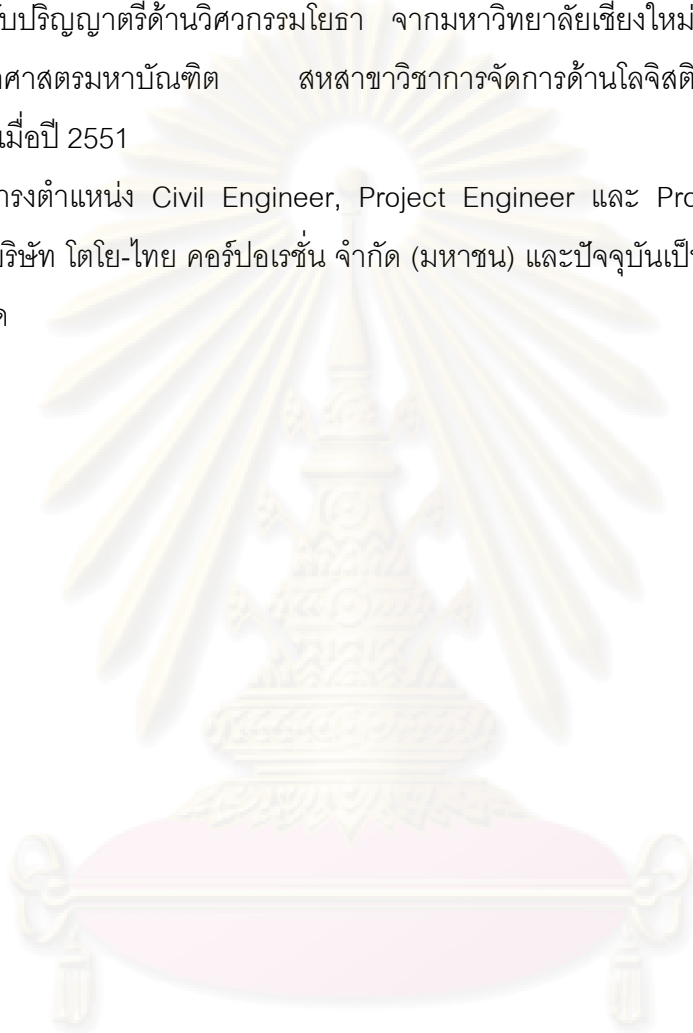 ปริญญาตรีด้านวิศวกรรมโยธา จากมหาวิทยาลัยเชียงใหม่
ศาสตรมหาบัณฑิต สหสาขาวิชาการจัดการด้านโลจิสติ
เมื่อปี 2551
ตำแหน่ง Civil Engineer, Project Engineer และ
บริษัท โตโย-ไทย คอร์ปอเรชั่น จำกัด (มหาชน) และปัจจุบันเป็